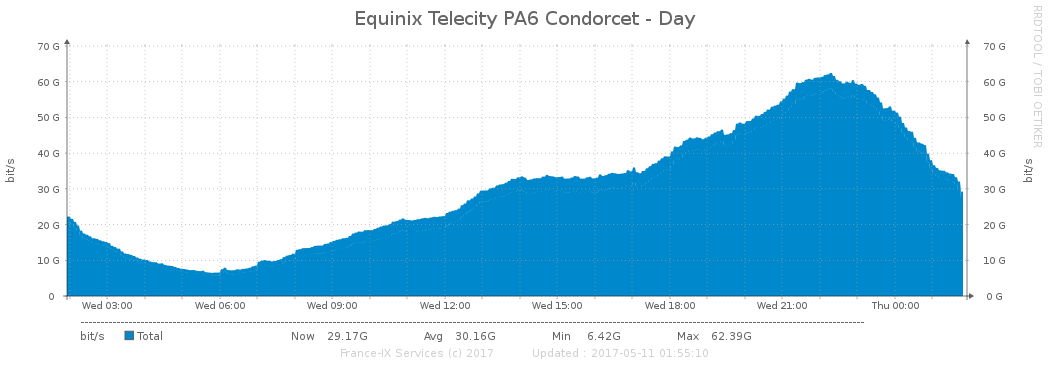 Equinix Telecity PA6 Condorcet - Day
RRDTOOL / TOBI OETIKER
bit/s
70 G
60 G
50 G
40 G
30 G
20 G
10 G
0
70 G
60 G
50 G
40 G
30 G
20 G
10 G
0 G
bit/s
Wed 03:00 Wed 06:00 Wed 09:00 Wed 12:00 Wed 15:00 Wed 18:00 Wed 21:00 Thu 00:00
bit/s Total Now 29.17G Avg 30.16G Min 6.42G Max 62.39G
France-IX Services (c) 2017 Updated : 2017-05-11 01:55:10